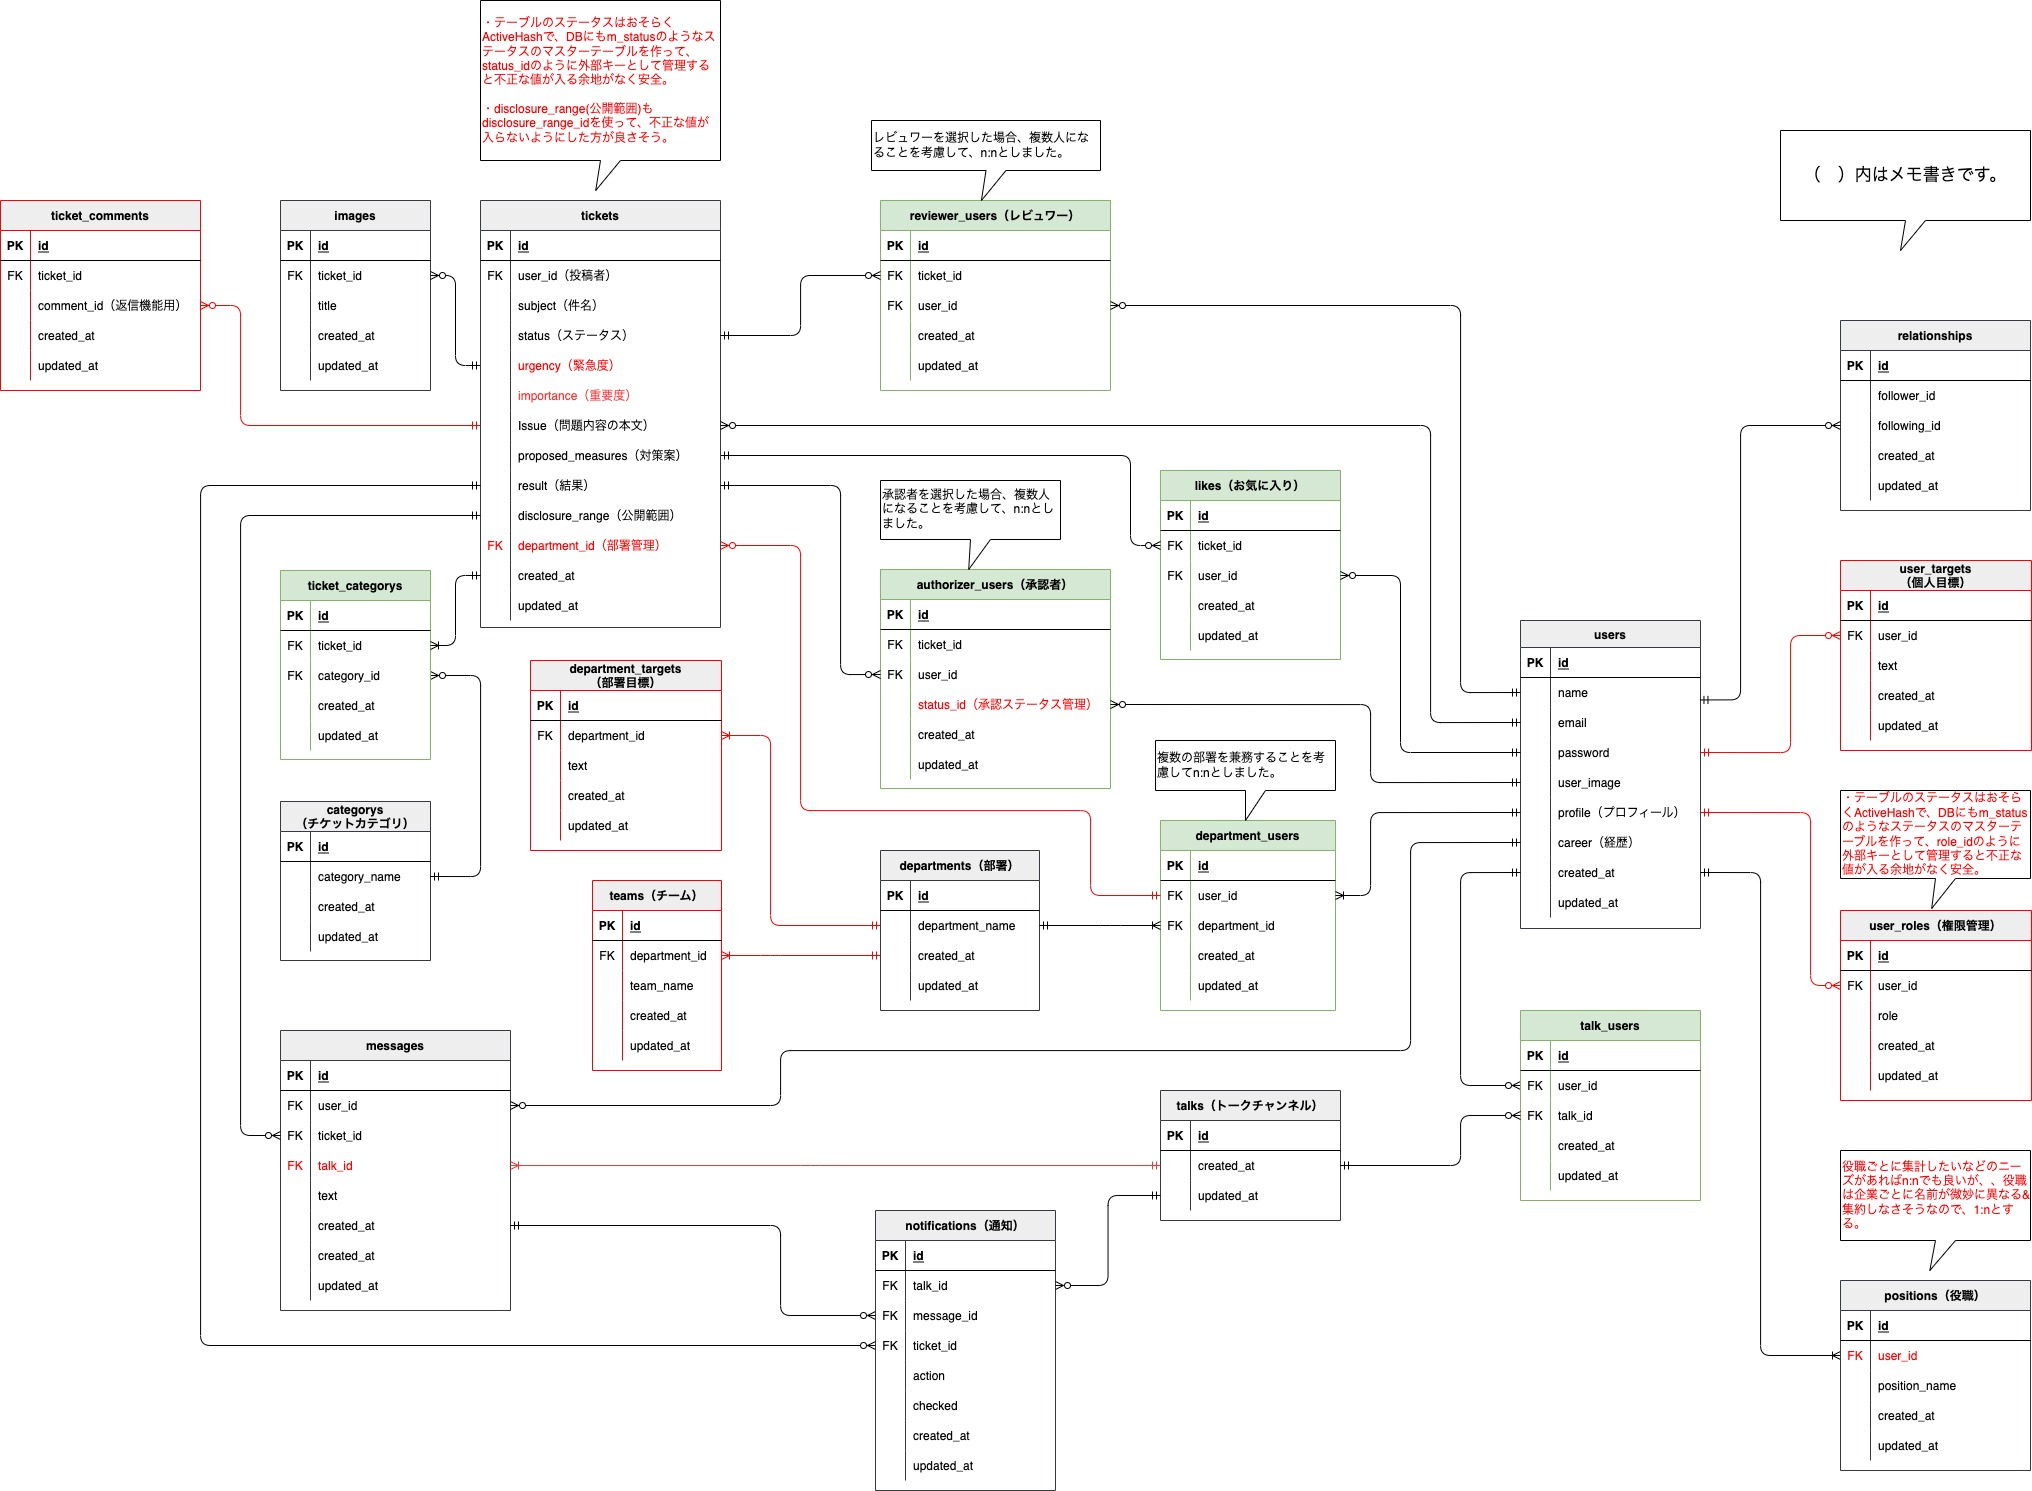 ・テーブルのステータスはおそらく
ActiveHashで、DBにもm_statusのようなス
テータスのマスターテーブルを作って、
status_idのように外部キーとして管理する
と不正な値が入る余地がなく安全。
・disclosure_range(公開範囲)も
disclosure_range_idを使って、不正な値が
入らないようにした方が良さそう。
レビュワーを選択した場合、複数人にな
ることを考慮して、n:nとしました。
（　）内はメモ書きです。
ticket_comments
PK id
FK ticket_id
comment_id（返信機能用）
created_at
updated_at
images
PK id
FK ticket_id
title
created_at
updated_at
tickets
PK id
FK user_id（投稿者）
subject（件名）
status（ステータス）
urgency（緊急度）
importance（重要度）
Issue（問題内容の本文）
proposed_measures（対策案）
result（結果）
disclosure_range（公開範囲）
FK department_id（部署管理）
created_at
updated_at
reviewer_users（レビュワー）
PK id
FK ticket_id
FK user_id
created_at
updated_at
relationships
PK id
follower_id
following_id
created_at
updated_at
承認者を選択した場合、複数人
になることを考慮して、n:nとし
ました。
likes（お気に入り）
PK id
FK ticket_id
FK user_id
created_at
updated_at
ticket_categorys
PK id
FK ticket_id
FK category_id
created_at
updated_at
authorizer_users（承認者）
PK id
FK ticket_id
FK user_id
status_id（承認ステータス管理）
created_at
updated_at
user_targets
（個人目標）
PK id
FK user_id
text
created_at
updated_at
users
PK id
name
email
password
user_image
profile（プロフィール）
career（経歴）
created_at
updated_at
department_targets
（部署目標）
PK id
FK department_id
text
created_at
updated_at
複数の部署を兼務することを考
慮してn:nとしました。
categorys
（チケットカテゴリ）
PK id
category_name
created_at
updated_at
teams（チーム）
PK id
FK department_id
team_name
created_at
updated_at
departments（部署）
PK id
department_name
created_at
updated_at
department_users
PK id
FK user_id
FK department_id
created_at
updated_at
・テーブルのステータスはおそら
くActiveHashで、DBにもm_status
のようなステータスのマスターテ
ーブルを作って、role_idのように
外部キーとして管理すると不正な
値が入る余地がなく安全。
user_roles（権限管理）
PK id
FK user_id
role
created_at
updated_at
messages
PK id
FK user_id
FK ticket_id
FK talk_id
text
created_at
created_at
updated_at
talks（トークチャンネル）
PK id
created_at
updated_at
talk_users
PK id
FK user_id
FK talk_id
created_at
updated_at
notifications（通知）
PK id
FK talk_id
FK message_id
FK ticket_id
action
checked
created_at
updated_at
役職ごとに集計したいなどのニー
ズがあればn:nでも良いが、、役職
は企業ごとに名前が微妙に異なる&
集約しなさそうなので、1:nとす
る。
positions（役職）
PK id
FK user_id
position_name
created_at
updated_at